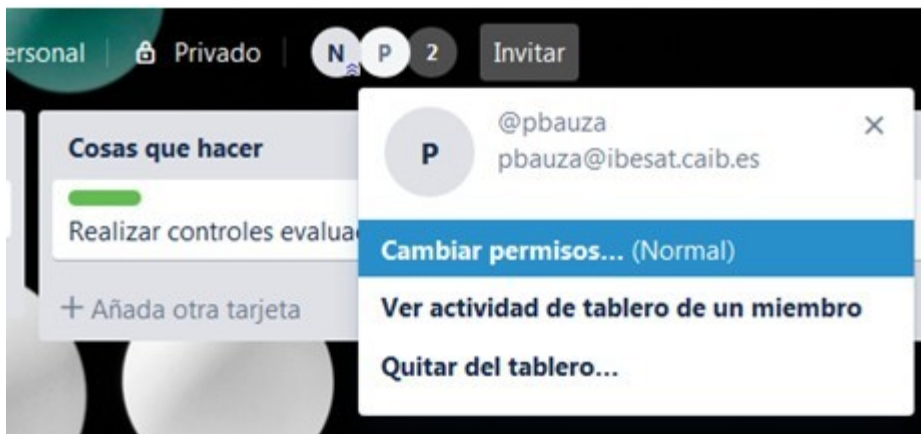 ersonal Privado N P 2 Invitar
@pbauza
pbauza@ibesat.caib.es
P
Cosas que hacer
Realizar controles evalua
+ Añada otra tarjeta
Cambiar permisos... (Normal)
Ver actividad de tablero de un miembro
Quitar del tablero...